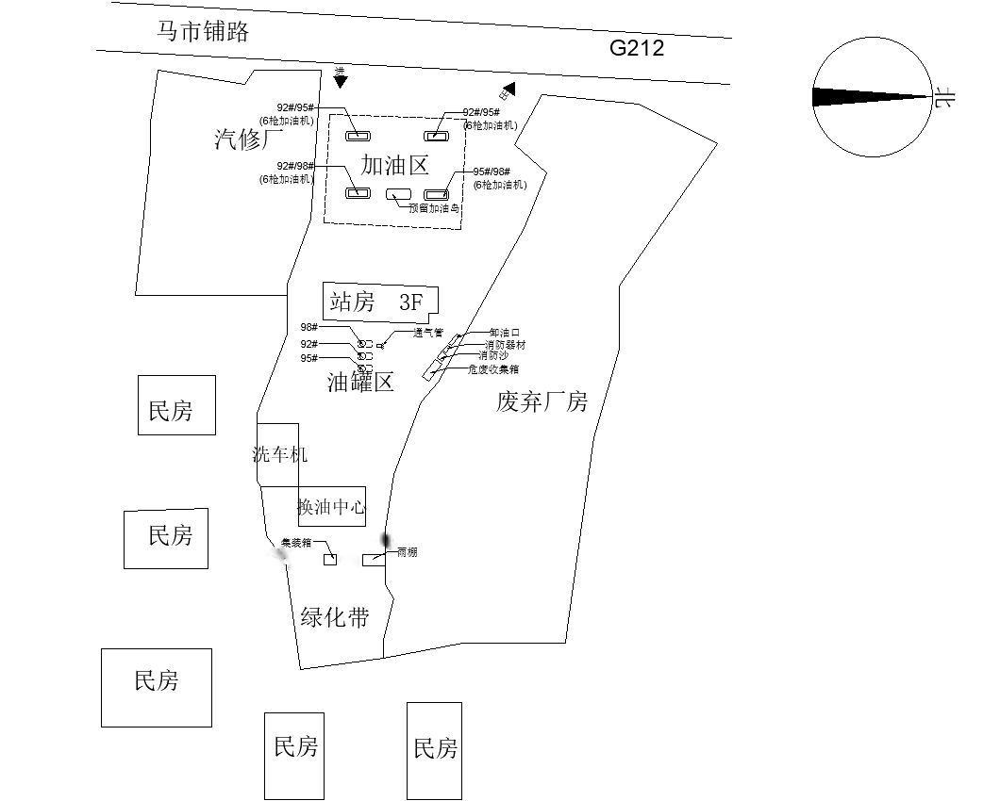 马市铺路
G212
北
进
出
92#/95#
(6枪加油机)
92#/95#
(6枪加油机)
汽修厂
加油区
92#/98#
(6枪加油机)
95#/98#
(6枪加油机)
预留加油岛
站房 3F
98#
92#
95#
通气管
卸油口
消防器材
消防沙
危废收集箱
油罐区
废弃厂房
民房
洗车机
换油中心
民房
集装箱
雨棚
绿化带
民房
民房
民房